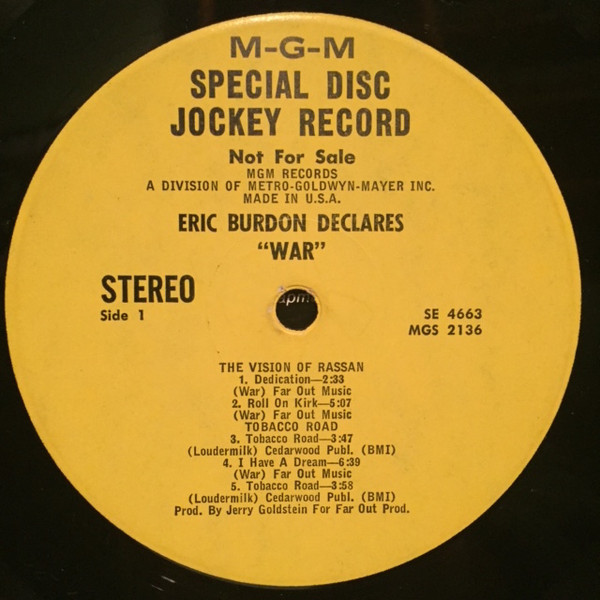 M-G-M
SPECIAL DISC
JOCKEY RECORD
Not For Sale
MGM RECORDS
A DIVISION OF METRO-GOLDWYN-MAYER INC.
MADE IN U.S.A.
ERIC BURDON DECLARES
"WAR"
STEREO
Side 1
SE 4663
MGS 2136
THE VISION OF RASSAN
1. Dedication—2:33
(War) Far Out Music
2. Roll On Kirk—5:07
(War) Far Out Music
TOBACCO ROAD
3. Tobacco Road—3:47
(Loudermilk) Cedarwood Publ. (BMI)
4. I Have A Dream—6:39
(War) Far Out Music
5. Tobacco Road—3:58
(Loudermilk) Cedarwood Publ. (BMI)
Prod. By Jerry Goldstein For Far Out Prod.